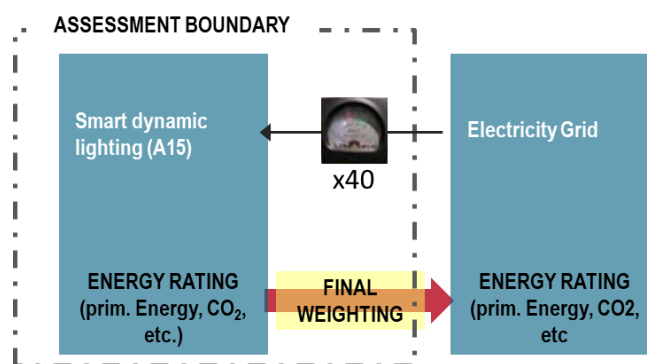 ASSESSMENT BOUNDARY
Smart dynamic
lighting (A15)
x40
Electricity Grid
ENERGY RATING
(prim. Energy, CO₂,
etc.)
FINAL
WEIGHTING
ENERGY RATING
(prim. Energy, CO2,
etc